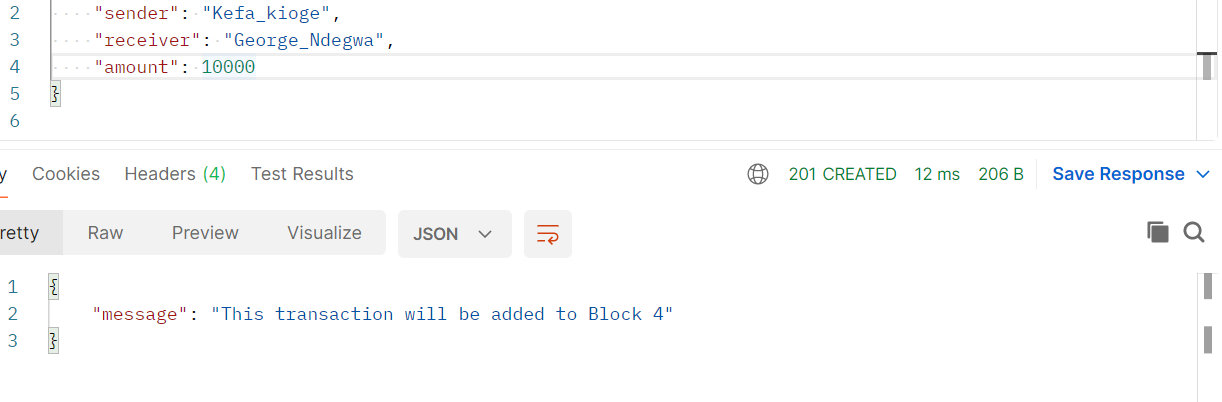 2 "sender": "Kefa_kioge",
3 "receiver": "George_Ndegwa",
4 "amount": 10000
5 }
6
y Cookies Headers (4) Test Results 201 CREATED 12 ms 206 B Save Response
retty Raw Preview Visualize JSON
1 {
2 "message": "This transaction will be added to Block 4"
3 }